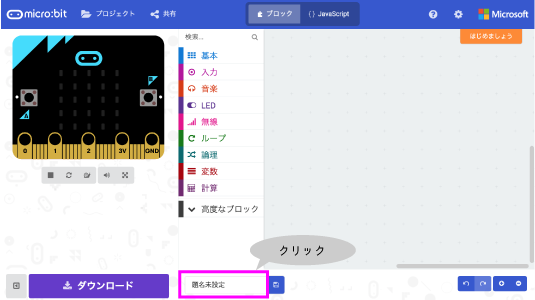 micro:bit
プロジェクト
共有
ブロック
{} JavaScript
Microsoft
はじめましょう
検索...
基本
入力
音楽
LED
無線
ループ
論理
変数
計算
高度なブロック
0 1 2 3V GND
B
A
クリック
ダウンロード
題名未設定